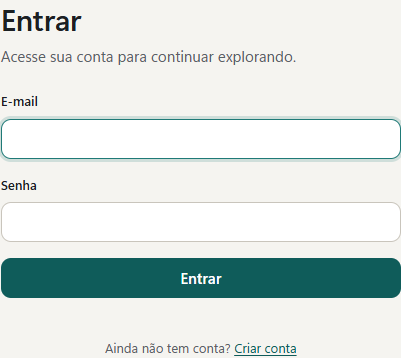 Entrar
Acesse sua conta para continuar explorando.
E-mail
Senha
Entrar
Ainda não tem conta? Criar conta